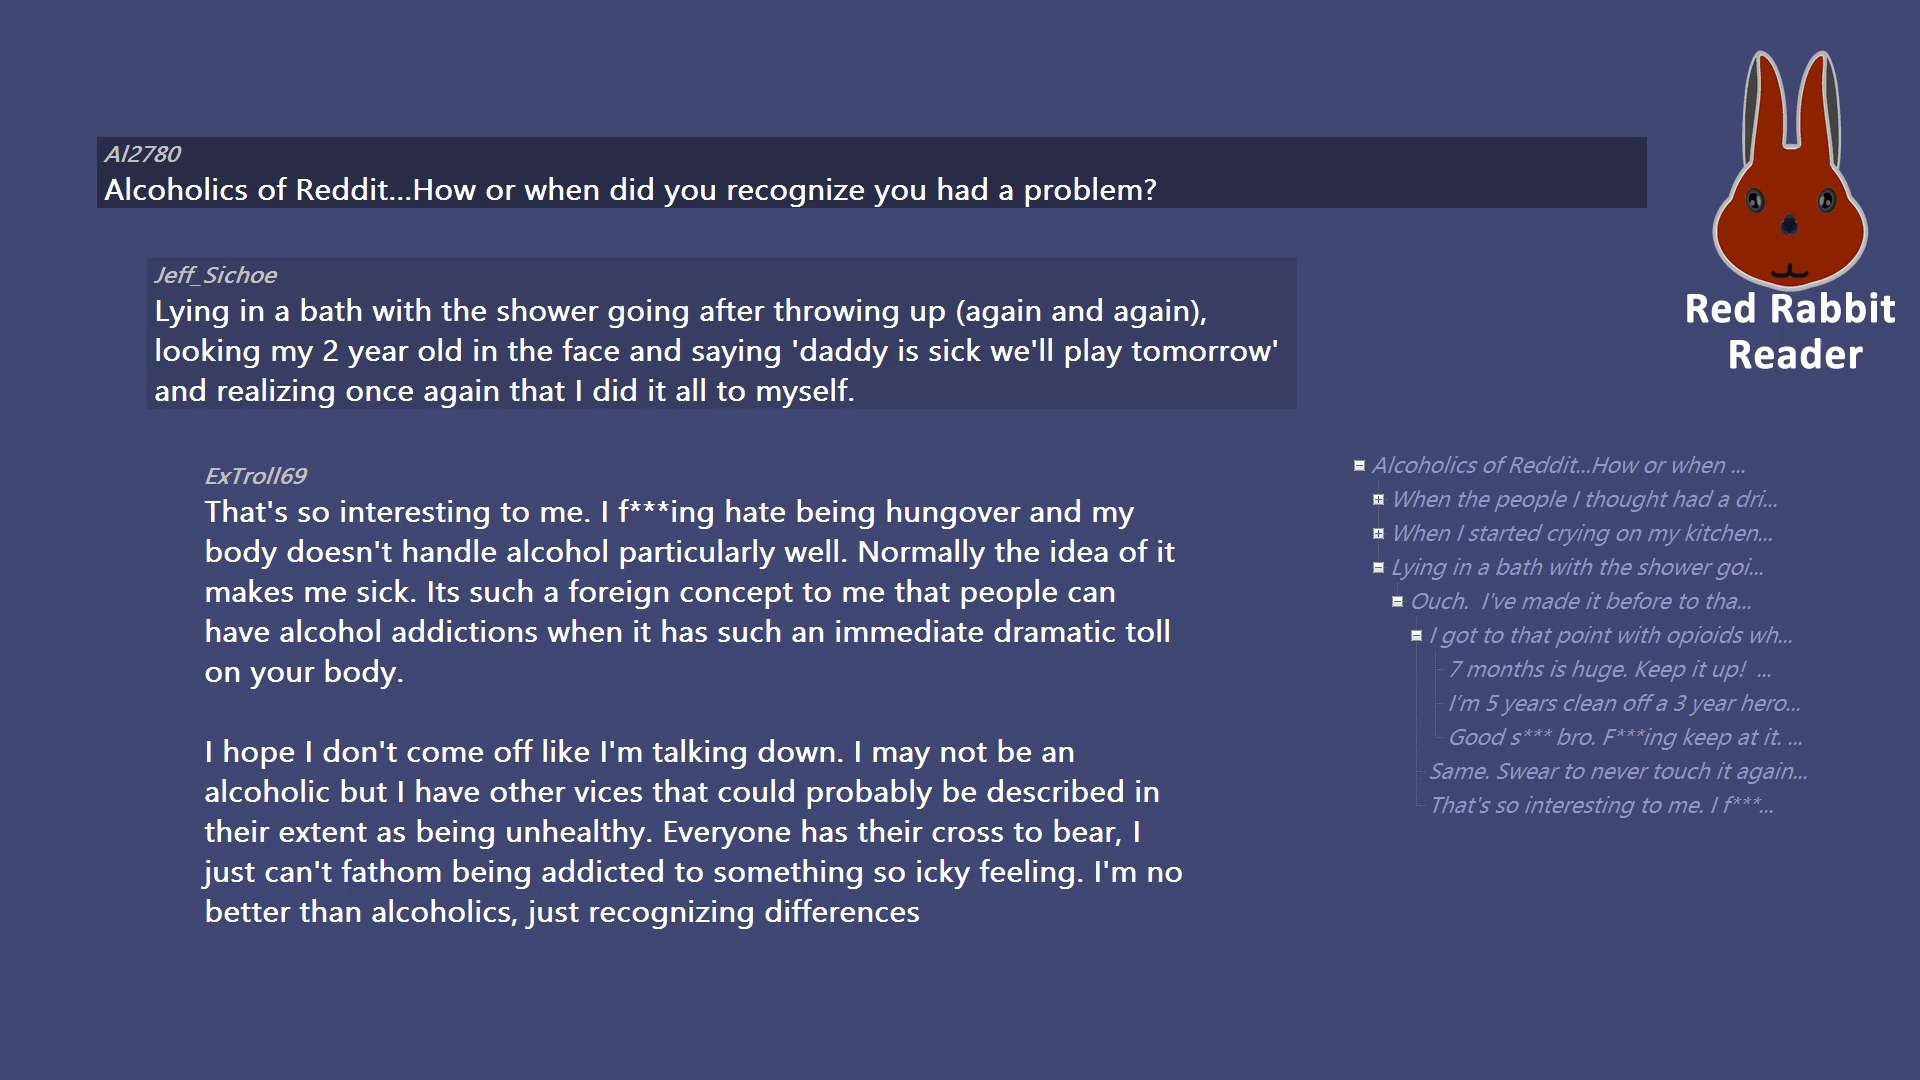 Al2780
Alcoholics of Reddit...How or when did you recognize you had a problem?
Jeff_Sichoe
Lying in a bath with the shower going after throwing up (again and again),
looking my 2 year old in the face and saying 'daddy is sick we'll play tomorrow'
and realizing once again that I did it all to myself.
ExTroll69
That's so interesting to me. I f***ing hate being hungover and my
body doesn't handle alcohol particularly well. Normally the idea of it
makes me sick. Its such a foreign concept to me that people can
have alcohol addictions when it has such an immediate dramatic toll
on your body.
I hope I don't come off like I'm talking down. I may not be an
alcoholic but I have other vices that could probably be described in
their extent as being unhealthy. Everyone has their cross to bear, I
just can't fathom being addicted to something so icky feeling. I'm no
better than alcoholics, just recognizing differences
Red Rabbit
Reader
Alcoholics of Reddit...How or when ...
When the people I thought had a dri...
When I started crying on my kitchen...
Lying in a bath with the shower goi...
Ouch.  I've made it before to tha...
I got to that point with opioids wh...
7 months is huge. Keep it up!  ...
I’m 5 years clean off a 3 year hero...
Good s*** bro. F***ing keep at it. ...
Same. Swear to never touch it again...
That's so interesting to me. I f***...